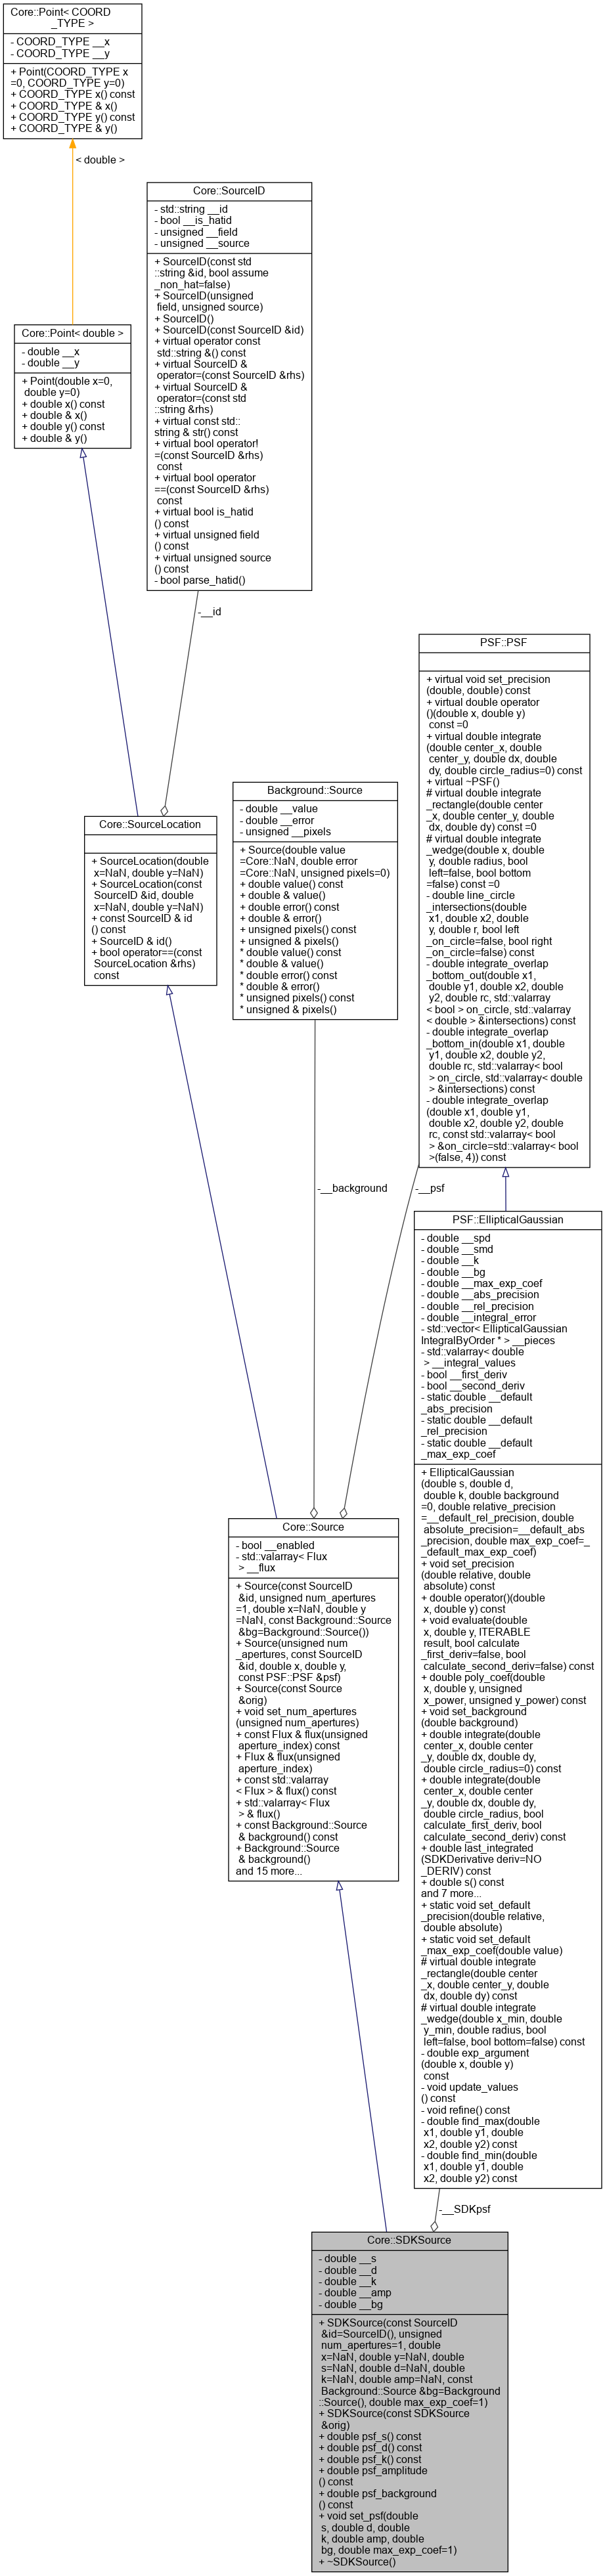 Core::Point< COORD
_TYPE >
- COORD_TYPE __x
- COORD_TYPE __y
+ Point(COORD_TYPE x
=0, COORD_TYPE y=0)
+ COORD_TYPE x() const
+ COORD_TYPE & x()
+ COORD_TYPE y() const
+ COORD_TYPE & y()
< double >
Core::SourceID
- std::string __id
- bool __is_hatid
- unsigned __field
- unsigned __source
+ SourceID(const std
::string &id, bool assume
_non_hat=false)
+ SourceID(unsigned
field, unsigned source)
+ SourceID()
+ SourceID(const SourceID &id)
+ virtual operator const
std::string &() const
+ virtual SourceID &
operator=(const SourceID &rhs)
+ virtual SourceID &
operator=(const std
::string &rhs)
+ virtual const std::
string & str() const
+ virtual bool operator!
=(const SourceID &rhs)
const
+ virtual bool operator
==(const SourceID &rhs)
const
+ virtual bool is_hatid
() const
+ virtual unsigned field
() const
+ virtual unsigned source
() const
- bool parse_hatid()
Core::Point< double >
- double __x
- double __y
+ Point(double x=0,
double y=0)
+ double x() const
+ double & x()
+ double y() const
+ double & y()
-__id
PSF::PSF
+ virtual void set_precision
(double, double) const
+ virtual double operator
()(double x, double y)
const =0
+ virtual double integrate
(double center_x, double
center_y, double dx, double
dy, double circle_radius=0) const
+ virtual ~PSF()
# virtual double integrate
_rectangle(double center
_x, double center_y, double
dx, double dy) const =0
# virtual double integrate
_wedge(double x, double
y, double radius, bool
left=false, bool bottom
=false) const =0
- double line_circle
_intersections(double
x1, double x2, double
y, double r, bool left
_on_circle=false, bool right
_on_circle=false) const
- double integrate_overlap
_bottom_out(double x1,
double y1, double x2, double
y2, double rc, std::valarray
< bool > on_circle, std::valarray
< double > &intersections) const
- double integrate_overlap
_bottom_in(double x1, double
y1, double x2, double y2,
double rc, std::valarray< bool
> on_circle, std::valarray< double
> &intersections) const
- double integrate_overlap
(double x1, double y1,
double x2, double y2, double
rc, const std::valarray< bool
> &on_circle=std::valarray< bool
>(false, 4)) const
Background::Source
- double __value
- double __error
- unsigned __pixels
+ Source(double value
=Core::NaN, double error
=Core::NaN, unsigned pixels=0)
+ double value() const
+ double & value()
+ double error() const
+ double & error()
+ unsigned pixels() const
+ unsigned & pixels()
* double value() const
* double & value()
* double error() const
* double & error()
* unsigned pixels() const
* unsigned & pixels()
Core::SourceLocation
+ SourceLocation(double
x=NaN, double y=NaN)
+ SourceLocation(const
SourceID &id, double
x=NaN, double y=NaN)
+ const SourceID & id
() const
+ SourceID & id()
+ bool operator==(const
SourceLocation &rhs)
const
-__background
-__psf
PSF::EllipticalGaussian
- double __spd
- double __smd
- double __k
- double __bg
- double __max_exp_coef
- double __abs_precision
- double __rel_precision
- double __integral_error
- std::vector< EllipticalGaussian
IntegralByOrder * > __pieces
- std::valarray< double
> __integral_values
- bool __first_deriv
- bool __second_deriv
- static double __default
_abs_precision
- static double __default
_rel_precision
- static double __default
_max_exp_coef
+ EllipticalGaussian
(double s, double d,
double k, double background
=0, double relative_precision
=__default_rel_precision, double
absolute_precision=__default_abs
_precision, double max_exp_coef=_
_default_max_exp_coef)
+ void set_precision
(double relative, double
absolute) const
+ double operator()(double
x, double y) const
+ void evaluate(double
x, double y, ITERABLE
result, bool calculate
_first_deriv=false, bool
calculate_second_deriv=false) const
+ double poly_coef(double
x, double y, unsigned
x_power, unsigned y_power) const
+ void set_background
(double background)
+ double integrate(double
center_x, double center
_y, double dx, double dy,
double circle_radius=0) const
+ double integrate(double
center_x, double center
_y, double dx, double dy,
double circle_radius, bool
calculate_first_deriv, bool
calculate_second_deriv) const
+ double last_integrated
(SDKDerivative deriv=NO
_DERIV) const
+ double s() const
and 7 more...
+ static void set_default
_precision(double relative,
double absolute)
+ static void set_default
_max_exp_coef(double value)
# virtual double integrate
_rectangle(double center
_x, double center_y, double
dx, double dy) const
# virtual double integrate
_wedge(double x_min, double
y_min, double radius, bool
left=false, bool bottom=false) const
- double exp_argument
(double x, double y)
const
- void update_values
() const
- void refine() const
- double find_max(double
x1, double y1, double
x2, double y2) const
- double find_min(double
x1, double y1, double
x2, double y2) const
Core::Source
- bool __enabled
- std::valarray< Flux
> __flux
+ Source(const SourceID
&id, unsigned num_apertures
=1, double x=NaN, double y
=NaN, const Background::Source
&bg=Background::Source())
+ Source(unsigned num
_apertures, const SourceID
&id, double x, double y,
const PSF::PSF &psf)
+ Source(const Source
&orig)
+ void set_num_apertures
(unsigned num_apertures)
+ const Flux & flux(unsigned
aperture_index) const
+ Flux & flux(unsigned
aperture_index)
+ const std::valarray
< Flux > & flux() const
+ std::valarray< Flux
> & flux()
+ const Background::Source
& background() const
+ Background::Source
& background()
and 15 more...
-__SDKpsf
Core::SDKSource
- double __s
- double __d
- double __k
- double __amp
- double __bg
+ SDKSource(const SourceID
&id=SourceID(), unsigned
num_apertures=1, double
x=NaN, double y=NaN, double
s=NaN, double d=NaN, double
k=NaN, double amp=NaN, const
Background::Source &bg=Background
::Source(), double max_exp_coef=1)
+ SDKSource(const SDKSource
&orig)
+ double psf_s() const
+ double psf_d() const
+ double psf_k() const
+ double psf_amplitude
() const
+ double psf_background
() const
+ void set_psf(double
s, double d, double
k, double amp, double
bg, double max_exp_coef=1)
+ ~SDKSource()